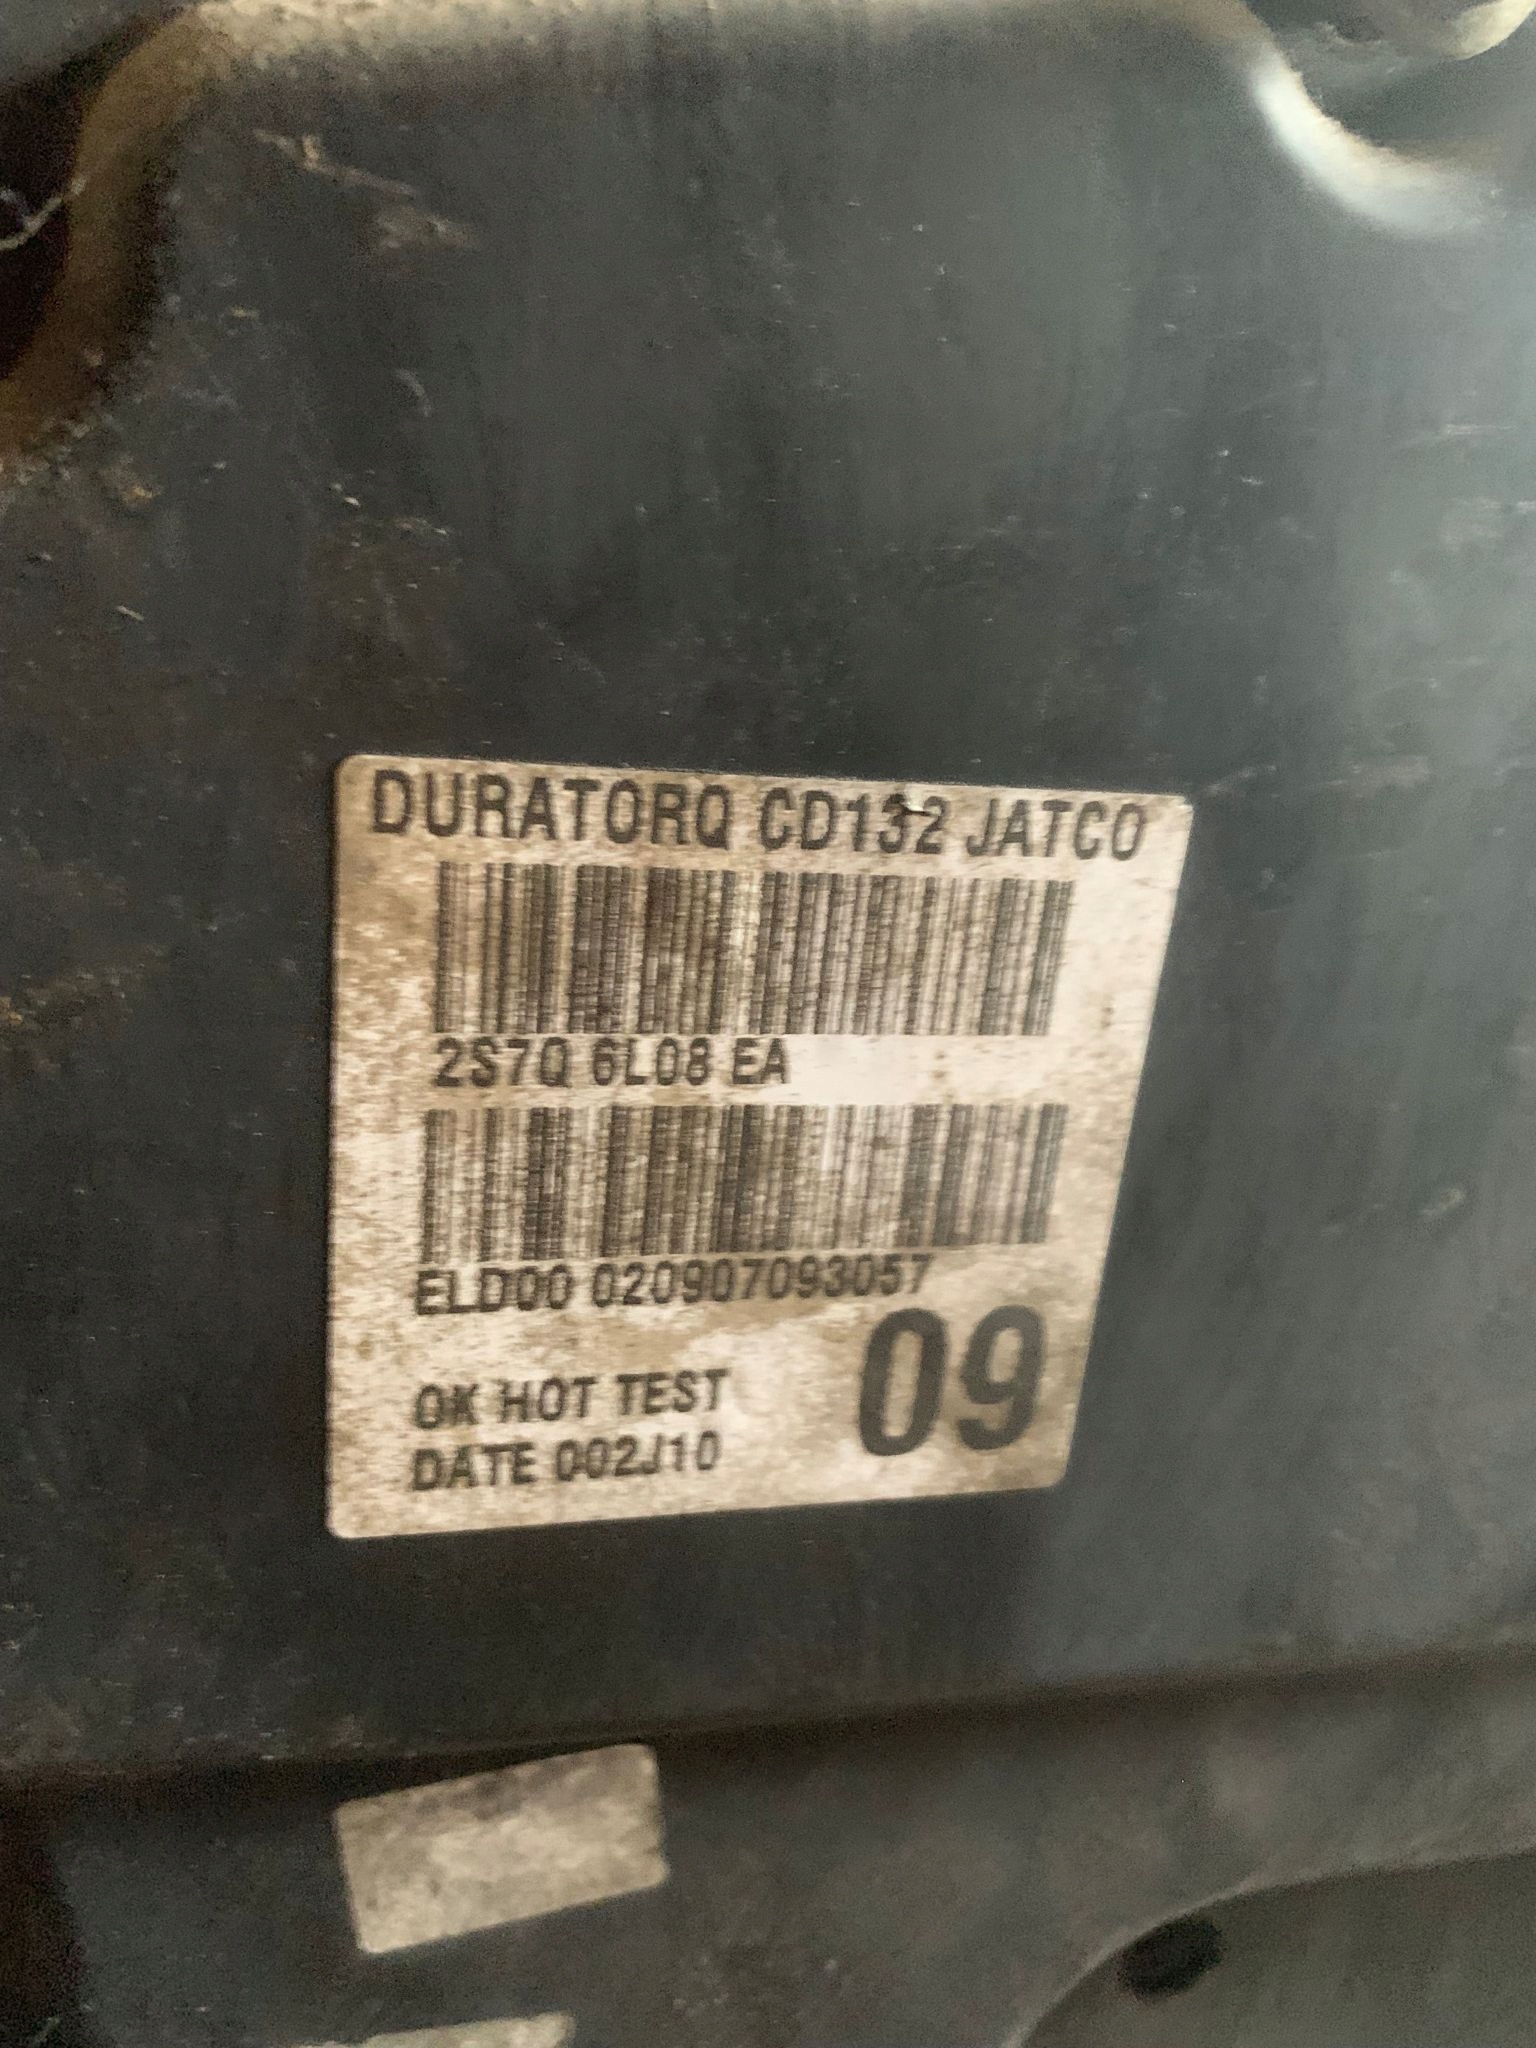 DURATORQ CD132 JATCO
2S7Q 6L08 EA
ELD00 020907093057
09
OK HOT TEST
DATE 002J10